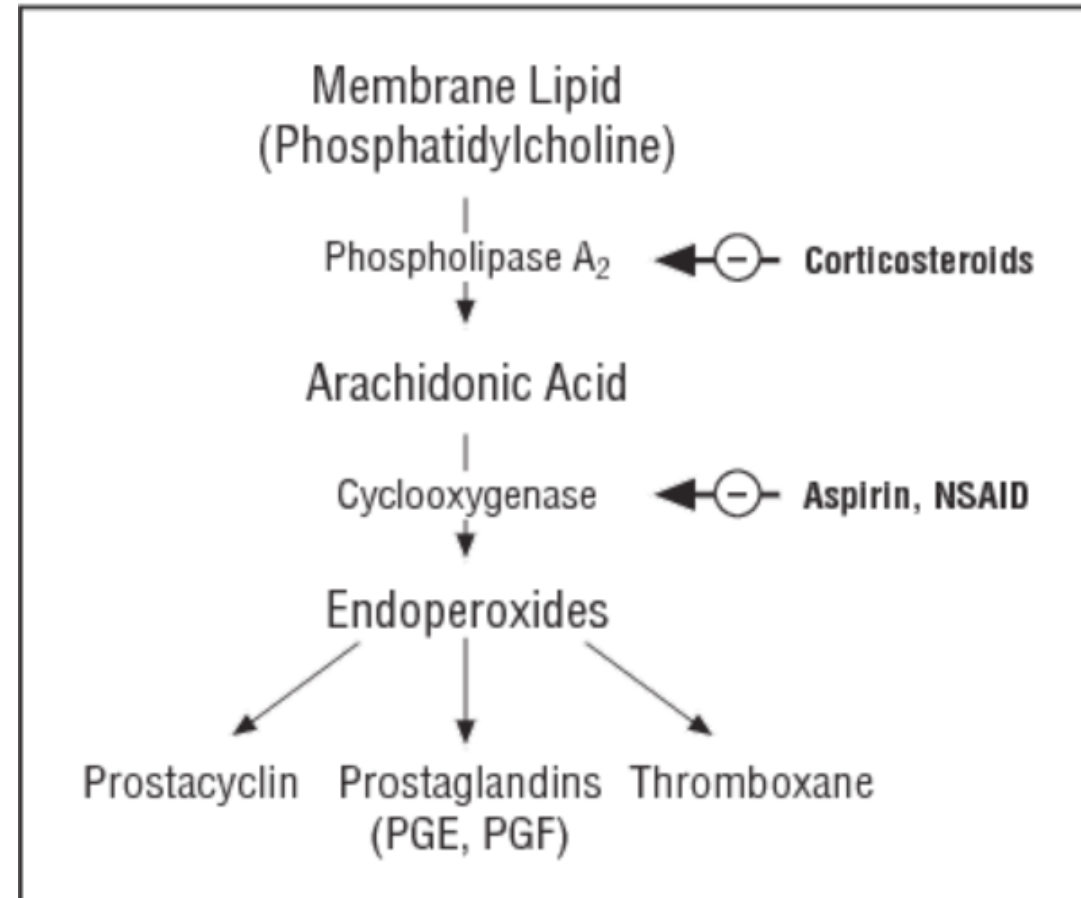 Membrane Lipid
(Phosphatidylcholine)
Phospholipase A₂ − Corticosteroids
Arachidonic Acid
Cyclooxygenase − Aspirin, NSAID
Endoperoxides
Prostacyclin Prostaglandins Thromboxane
(PGE, PGF)